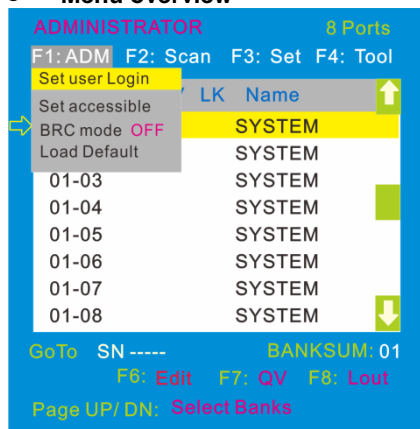 Menu overview
ADMINISTRATOR 8 Ports
F1: ADM F2: Scan F3: Set F4: Tool
Set user Login
LK Name
Set accessible
BRC mode OFF SYSTEM
Load Default SYSTEM
01-03 SYSTEM
01-04 SYSTEM
01-05 SYSTEM
01-06 SYSTEM
01-07 SYSTEM
01-08 SYSTEM
GoTo SN ----- BANKSUM: 01
F6: Edit F7: QV F8: Lout
Page UP/ DN: Select Banks